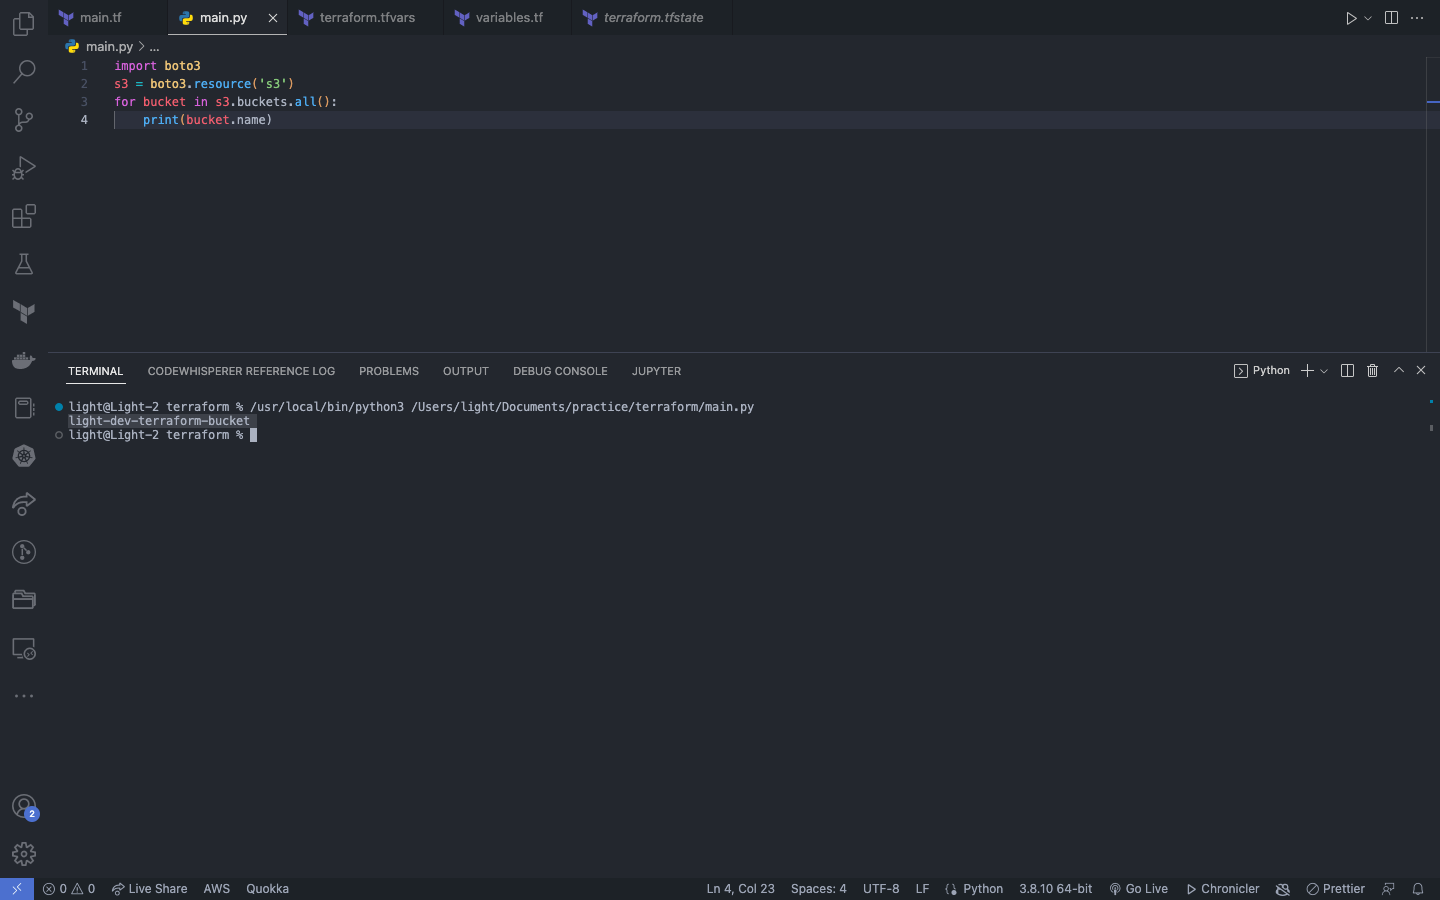 main.tf
main.py
terraform.tfvars
variables.tf
terraform.tfstate
main.py > ...
1 import boto3
2 s3 = boto3.resource('s3')
3 for bucket in s3.buckets.all():
4     print(bucket.name)
TERMINAL
CODEWHISPERER REFERENCE LOG
PROBLEMS
OUTPUT
DEBUG CONSOLE
JUPYTER
Python
light@Light-2 terraform % /usr/local/bin/python3 /Users/light/Documents/practice/terraform/main.py
light-dev-terraform-bucket
light@Light-2 terraform %
2
0 0 Live Share AWS Quokka
Ln 4, Col 23 Spaces: 4 UTF-8 LF Python 3.8.10 64-bit Go Live Chronicler Prettier